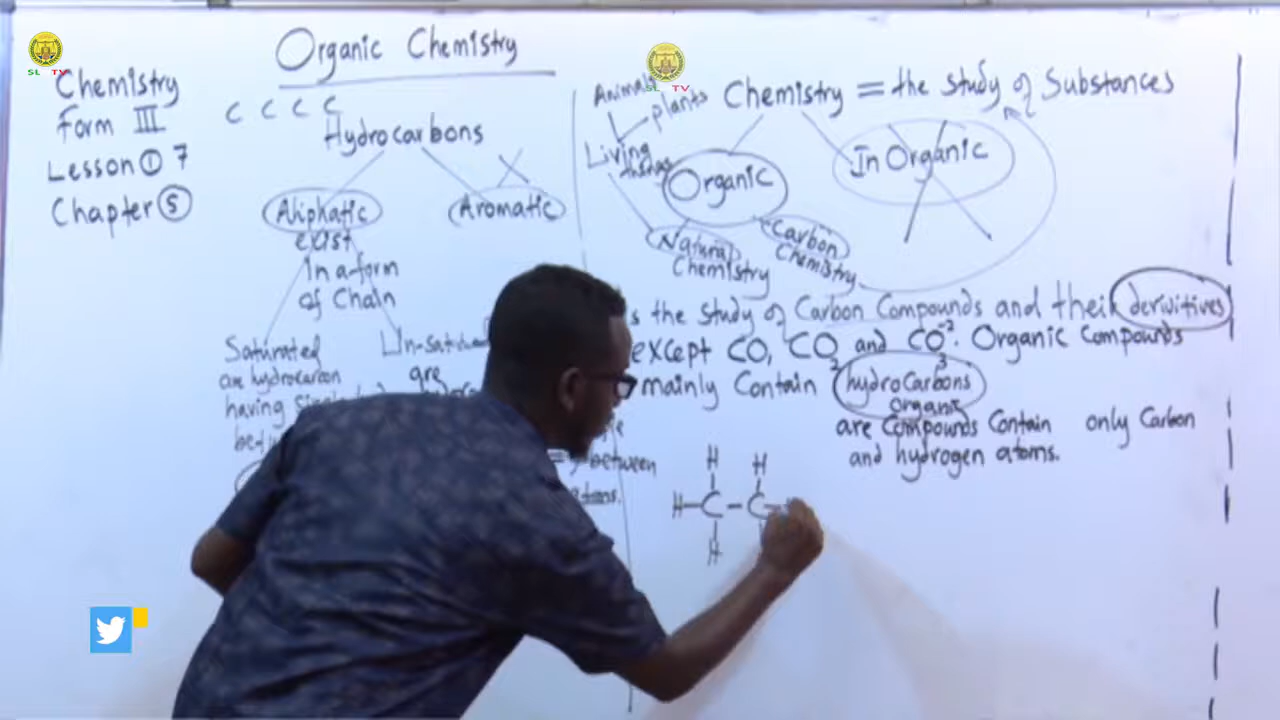 SL TV
SL TV
Organic Chemistry
Chemistry
Form III
Lesson ① 7
Chapter ⑤
C C C C
Hydrocarbons
Aliphatic
Aromatic
exist
In a form
of Chain
Saturated
are hydrocarbon
having Single
Un-satu
are
between
atoms.
Animals
plants
Living
things
Chemistry = the study of Substances
Organic
In Organic
Natural
Chemistry
Carbon
Chemistry
s the study of Carbon Compounds and their derivitives
except CO, CO2 and CO3-2. Organic Compounds
mainly Contain hydroCarbons
organic
are Compounds Contain only Carbon
and hydrogen atoms.
H H
H-C-C-
H